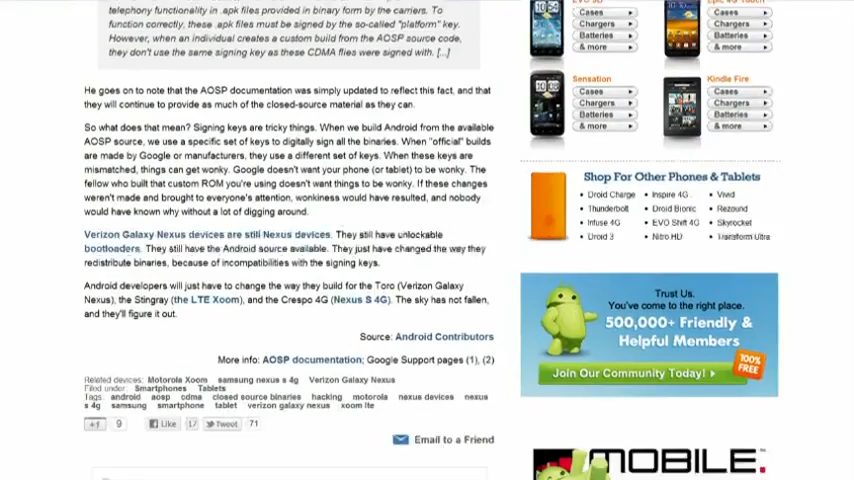 telephony functionality in .apk files provided in binary form by the carriers. To
function correctly, these .apk files must be signed by the so-called "platform" key.
However, when an individual creates a custom build from the AOSP source code,
they don't use the same signing key as these CDMA files were signed with. [...]
He goes on to note that the AOSP documentation was simply updated to reflect this fact, and that
they will continue to provide as much of the closed-source material as they can.
So what does that mean? Signing keys are tricky things. When we build Android from the available
AOSP source, we use a specific set of keys to digitally sign all the binaries. When "official" builds
are made by Google or manufacturers, they use a different set of keys. When these keys are
mismatched, things can get wonky. Google doesn't want your phone (or tablet) to be wonky. The
fellow who built that custom ROM you're using doesn't want things to be wonky. If these changes
weren't made and brought to everyone's attention, wonkiness would have resulted, and nobody
would have known why without a lot of digging around.
Verizon Galaxy Nexus devices are still Nexus devices. They still have unlockable
bootloaders. They still have the Android source available. They just have changed the way they
redistribute binaries, because of incompatibilities with the signing keys.
Android developers will just have to change the way they build for the Toro (Verizon Galaxy
Nexus), the Stingray (the LTE Xoom), and the Crespo 4G (Nexus S 4G). The sky has not fallen,
and they'll figure it out.
Source: Android Contributors
More info: AOSP documentation; Google Support pages (1), (2)
Related devices: Motorola Xoom samsung nexus s 4g Verizon Galaxy Nexus
Filed under: Smartphones Tablets
Tags: android aosp cdma closed source binaries hacking motorola nexus devices nexus
s 4g samsung smartphone tablet verizon galaxy nexus xoom lte
+1 9 Like 17 Tweet 71
Email to a Friend
Cases
Chargers
Batteries
& more
Epic 4G Touch
Cases
Chargers
Batteries
& more
Sensation
Cases
Chargers
Batteries
& more
Kindle Fire
Cases
Chargers
Batteries
& more
Shop For Other Phones & Tablets
• Droid Charge • Inspire 4G • Vivid
• Thunderbolt • Droid Bionic • Rezound
• Infuse 4G • EVO Shift 4G • Skyrocket
• Droid 3 • Nitro HD • Transform Ultra
Trust Us.
You've come to the right place.
500,000+ Friendly &
Helpful Members
100%
FREE
Join Our Community Today!
MOBILE